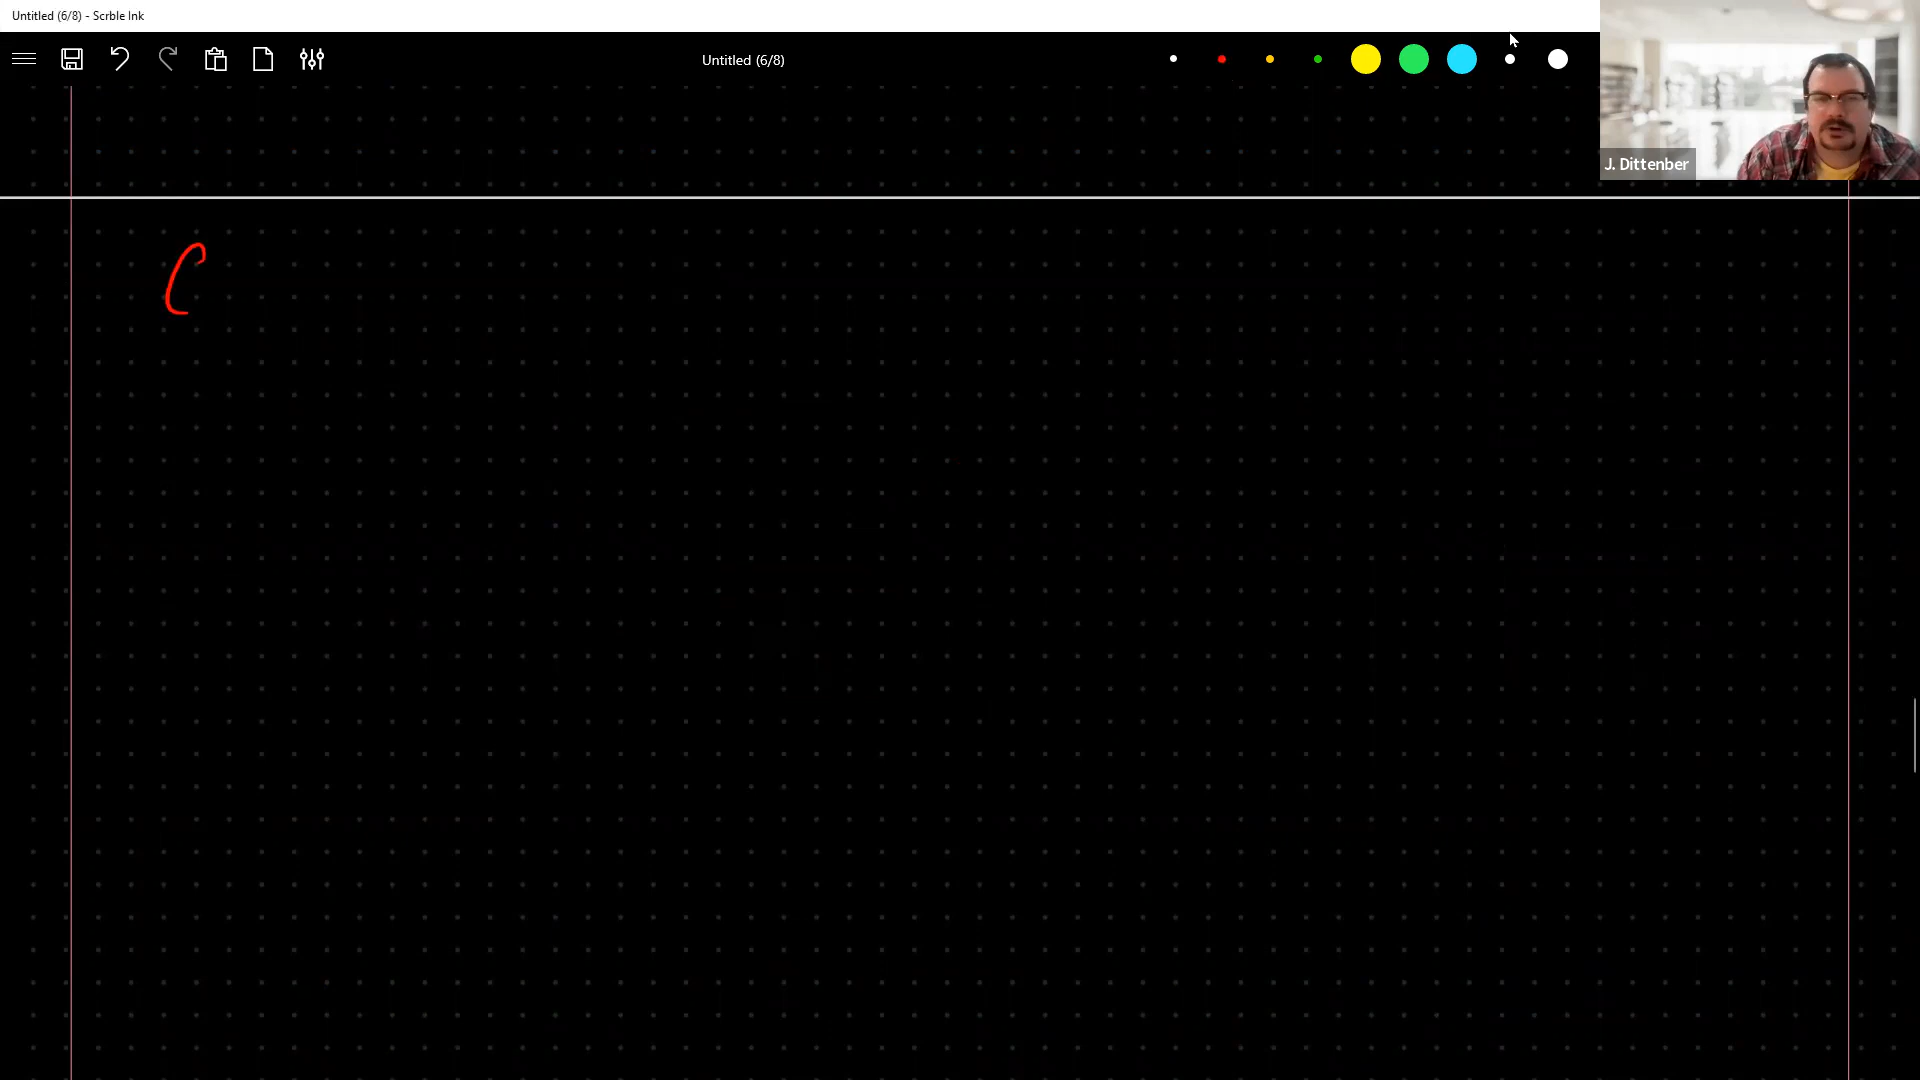 Untitled (6/8) - Scrble Ink
Untitled (6/8)
J. Dittenber
C